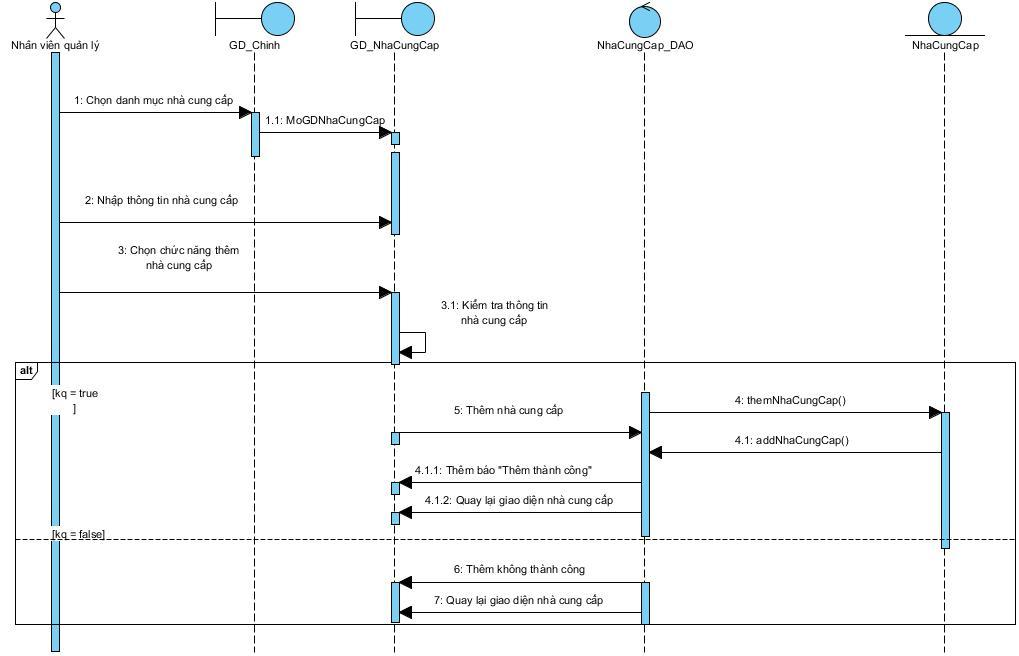 Nhân viên quản lý
GD_Chinh
GD_NhaCungCap
NhaCungCap_DAO
NhaCungCap
1: Chọn danh mục nhà cung cấp
1.1: MoGDNhaCungCap
2: Nhập thông tin nhà cung cấp
3: Chọn chức năng thêm
nhà cung cấp
3.1: Kiểm tra thông tin
nhà cung cấp
alt
[kq = true
]
4: themNhaCungCap()
5: Thêm nhà cung cấp
4.1: addNhaCungCap()
4.1.1: Thêm báo "Thêm thành công"
4.1.2: Quay lại giao diện nhà cung cấp
[kq = false]
6: Thêm không thành công
7: Quay lại giao diện nhà cung cấp